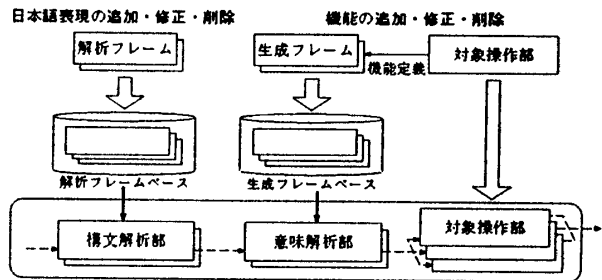 日本語表現の追加・修正・削除
機能の追加・修正・削除
解析フレーム
生成フレーム
機能定義
対象操作部
解析フレームベース
生成フレームベース
構文解析部
意味解析部
対象操作部